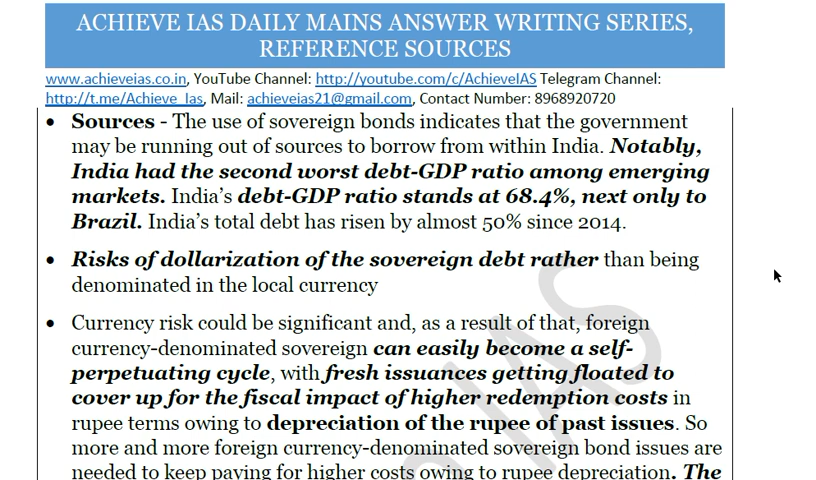 ACHIEVE IAS DAILY MAINS ANSWER WRITING SERIES,
REFERENCE SOURCES
www.achieveias.co.in, YouTube Channel: http://youtube.com/c/AchieveIAS Telegram Channel:
http://t.me/Achieve_Ias, Mail: achieveias21@gmail.com, Contact Number: 8968920720
• Sources - The use of sovereign bonds indicates that the government
may be running out of sources to borrow from within India. Notably,
India had the second worst debt-GDP ratio among emerging
markets. India's debt-GDP ratio stands at 68.4%, next only to
Brazil. India's total debt has risen by almost 50% since 2014.
• Risks of dollarization of the sovereign debt rather than being
denominated in the local currency
• Currency risk could be significant and, as a result of that, foreign
currency-denominated sovereign can easily become a self-
perpetuating cycle, with fresh issuances getting floated to
cover up for the fiscal impact of higher redemption costs in
rupee terms owing to depreciation of the rupee of past issues. So
more and more foreign currency-denominated sovereign bond issues are
needed to keep paying for higher costs owing to rupee depreciation. The
IAS